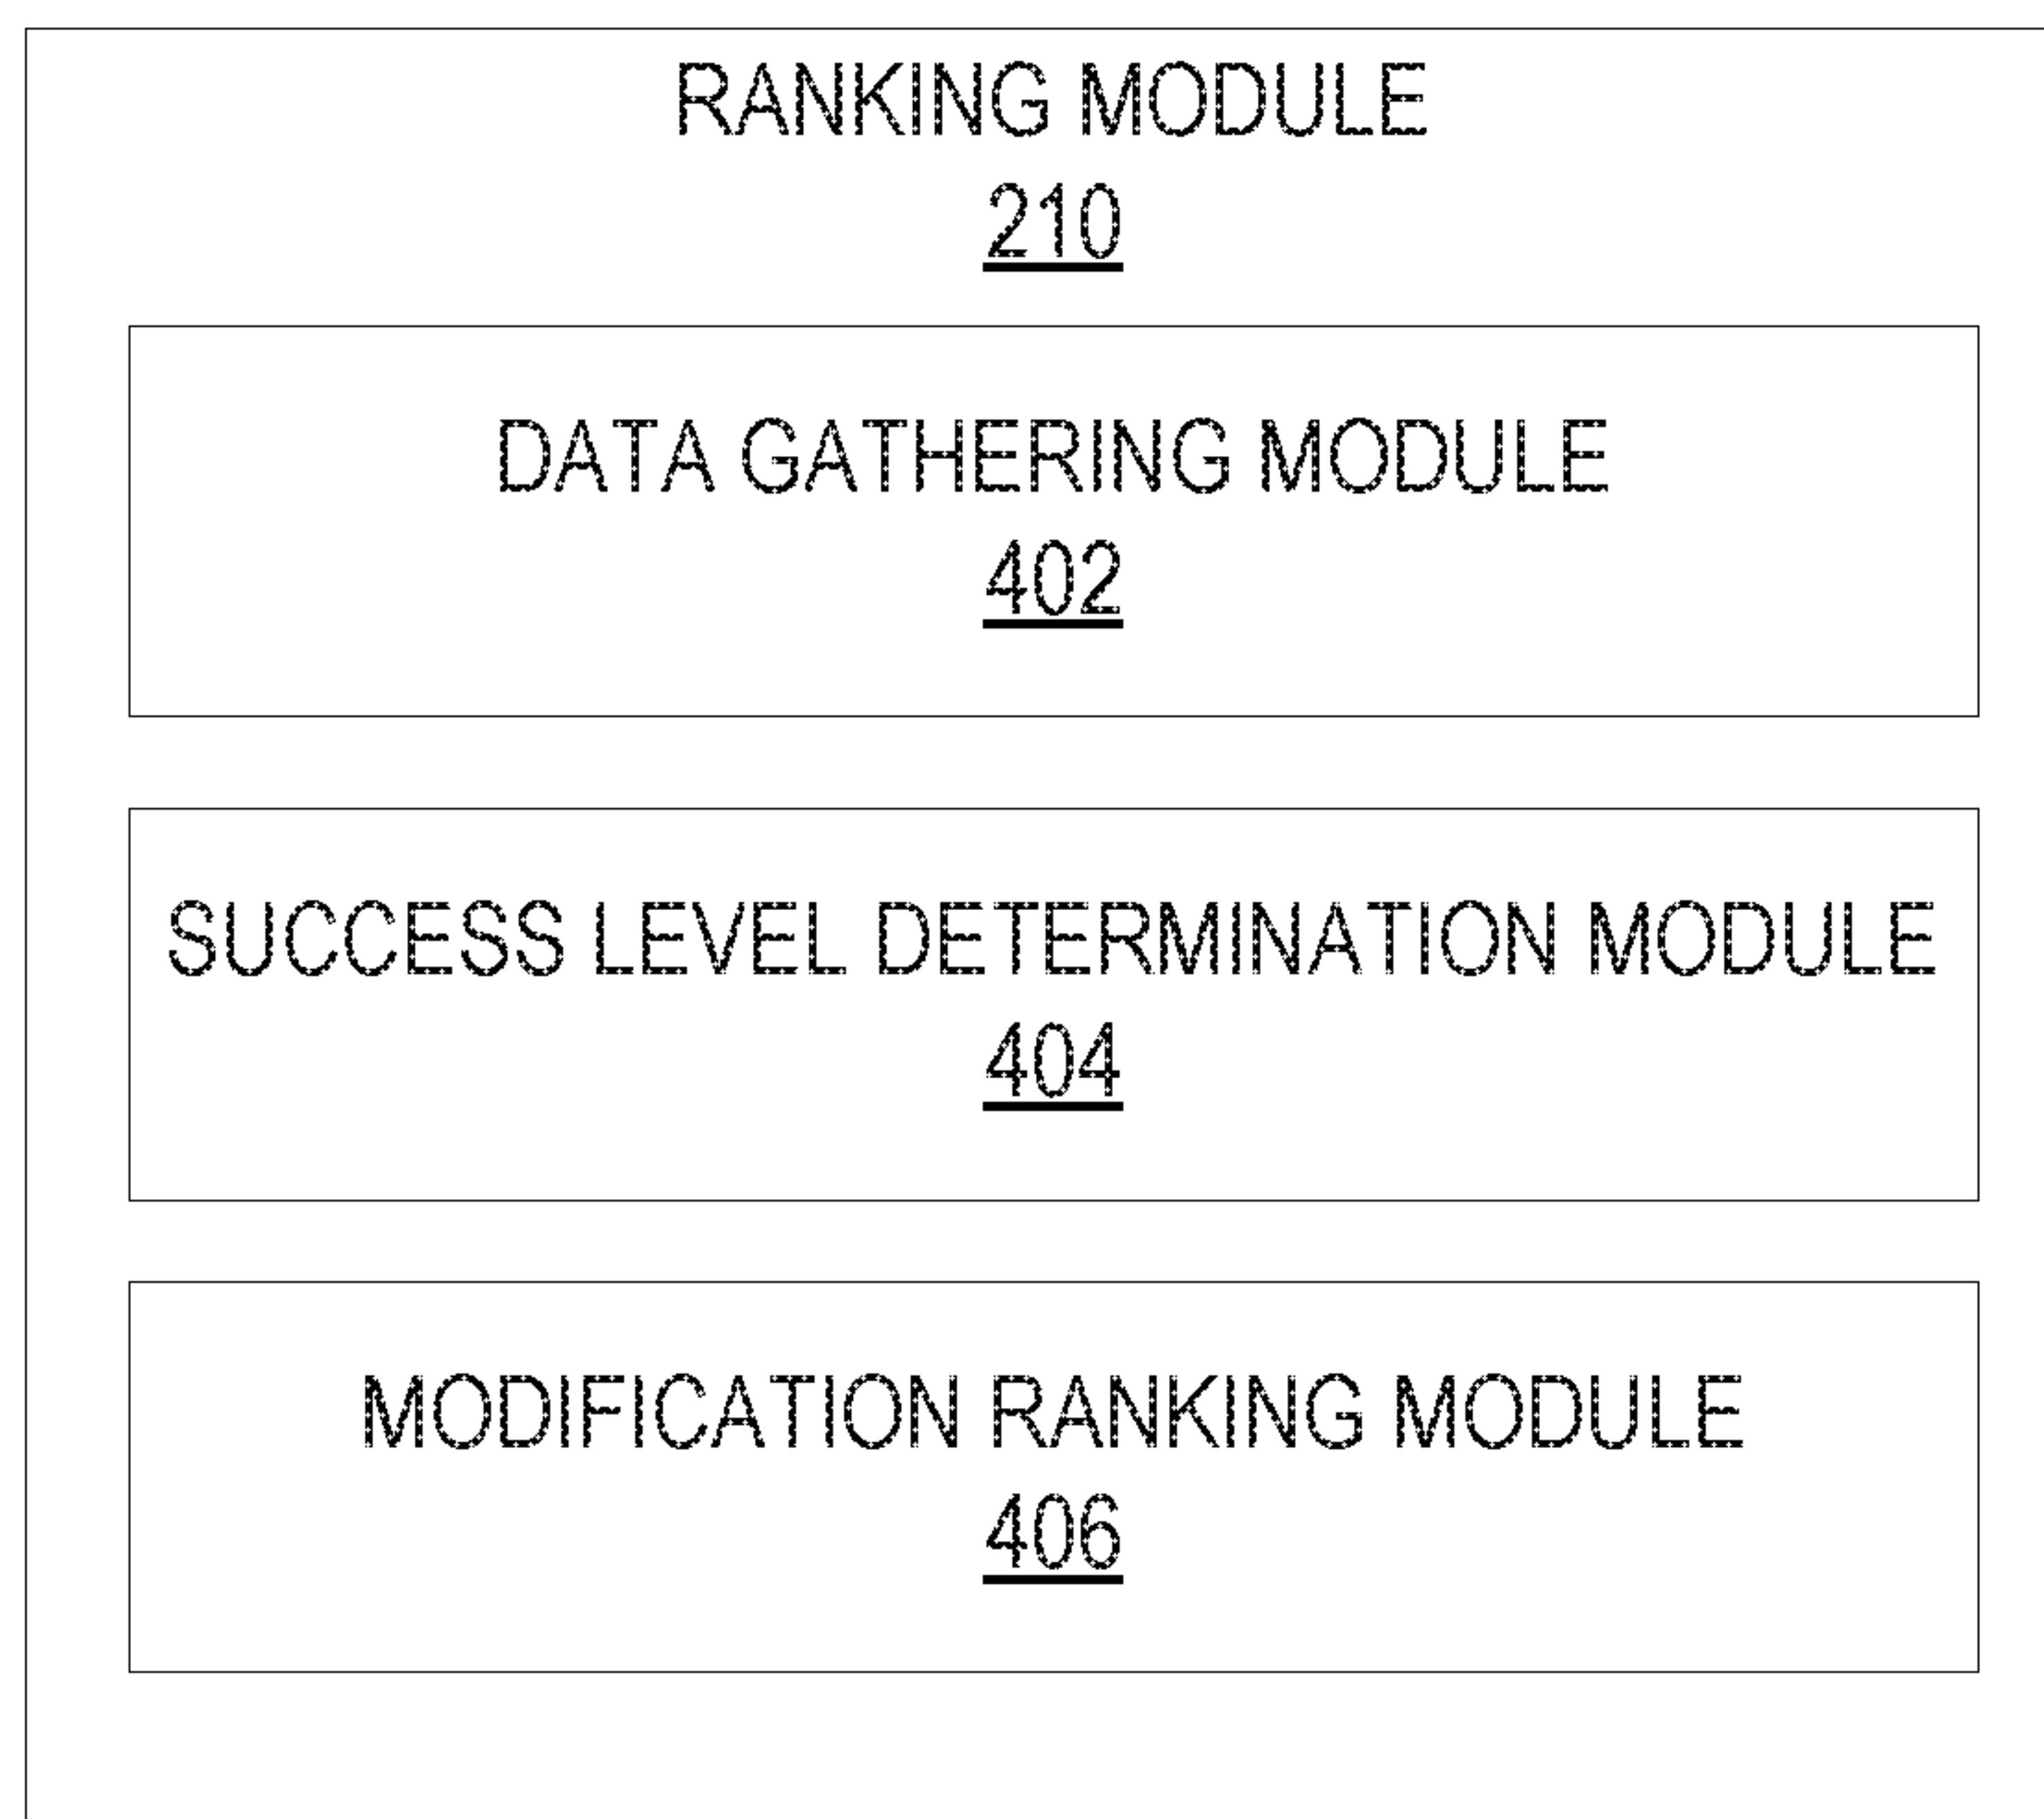 RANKING MODULE
210
DATA GATHERING MODULE
402
SUCCESS LEVEL DETERMINATION MODULE
404
MODIFICATION RANKING MODULE
406